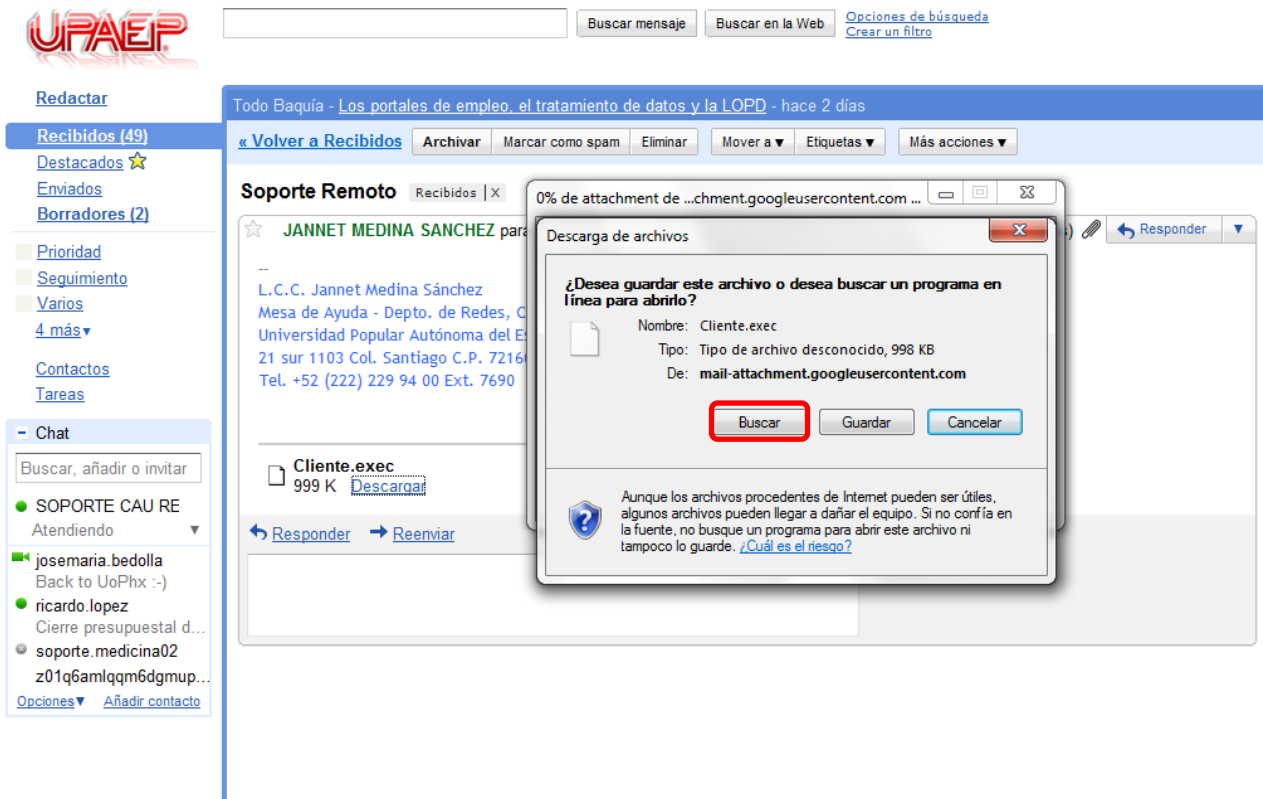 UPAEP
Buscar mensaje
Buscar en la Web
Opciones de búsqueda
Crear un filtro
Redactar
Recibidos (49)
Destacados
Enviados
Borradores (2)
Prioridad
Seguimiento
Varios
4 más▼
Contactos
Tareas
− Chat
Buscar, añadir o invitar
SOPORTE CAU RE
Atendiendo ▼
josemaria.bedolla
Back to UoPhx :-)
ricardo.lopez
Cierre presupuestal d...
soporte.medicina02
z01q6amlqqm6dgmup...
Opciones▼ Añadir contacto
Todo Baquía - Los portales de empleo, el tratamiento de datos y la LOPD - hace 2 días
« Volver a Recibidos Archivar Marcar como spam Eliminar Mover a ▼ Etiquetas ▼ Más acciones ▼
Soporte Remoto Recibidos | X
JANNET MEDINA SANCHEZ para
) Responder ▼
--
L.C.C. Jannet Medina Sánchez
Mesa de Ayuda - Depto. de Redes, C
Universidad Popular Autónoma del E
21 sur 1103 Col. Santiago C.P. 7216
Tel. +52 (222) 229 94 00 Ext. 7690
Cliente.exec
999 K Descargar
Responder Reenviar
0% de attachment de ...chment.googleusercontent.com ...
Descarga de archivos
¿Desea guardar este archivo o desea buscar un programa en
línea para abrirlo?
Nombre: Cliente.exec
Tipo: Tipo de archivo desconocido, 998 KB
De: mail-attachment.googleusercontent.com
Buscar Guardar Cancelar
Aunque los archivos procedentes de Internet pueden ser útiles,
algunos archivos pueden llegar a dañar el equipo. Si no confía en
la fuente, no busque un programa para abrir este archivo ni
tampoco lo guarde. ¿Cuál es el riesgo?